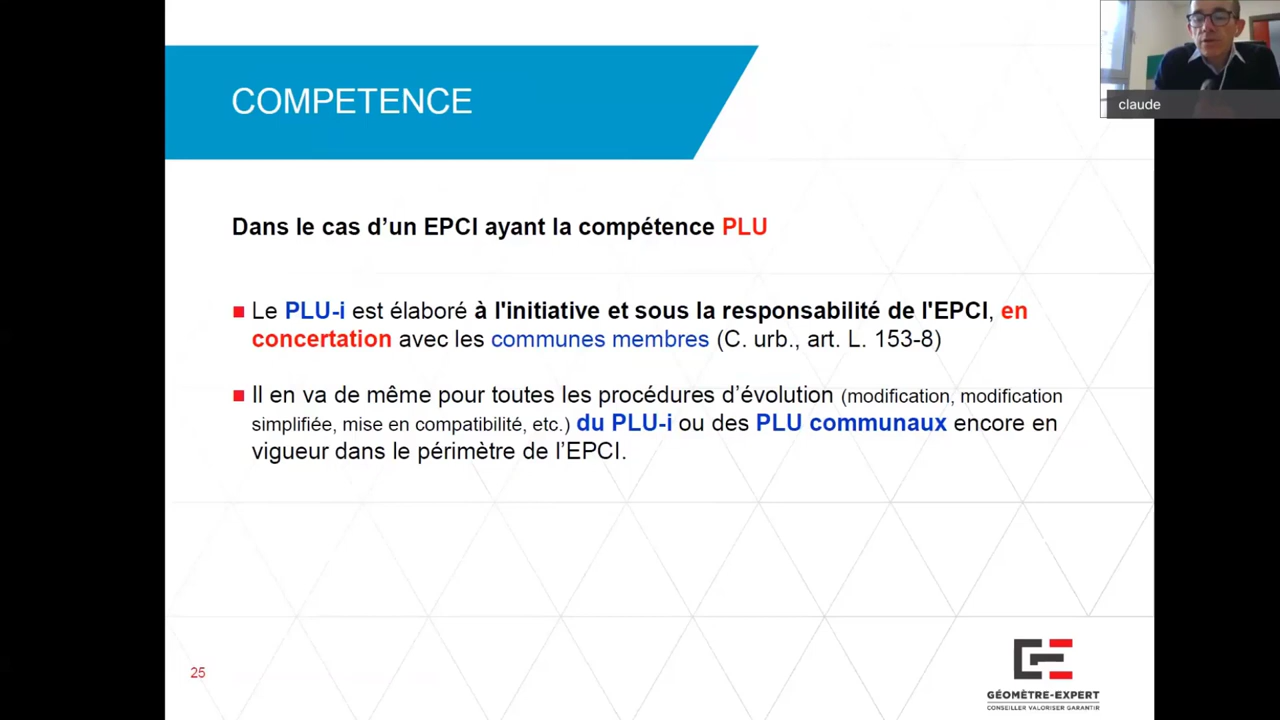 COMPETENCE
claude
Dans le cas d’un EPCI ayant la compétence PLU
Le PLU-i est élaboré à l'initiative et sous la responsabilité de l'EPCI, en
concertation avec les communes membres (C. urb., art. L. 153-8)
Il en va de même pour toutes les procédures d’évolution (modification, modification
simplifiée, mise en compatibilité, etc.) du PLU-i ou des PLU communaux encore en
vigueur dans le périmètre de l’EPCI.
25
GE
GÉOMÈTRE-EXPERT
CONSEILLER VALORISER GARANTIR